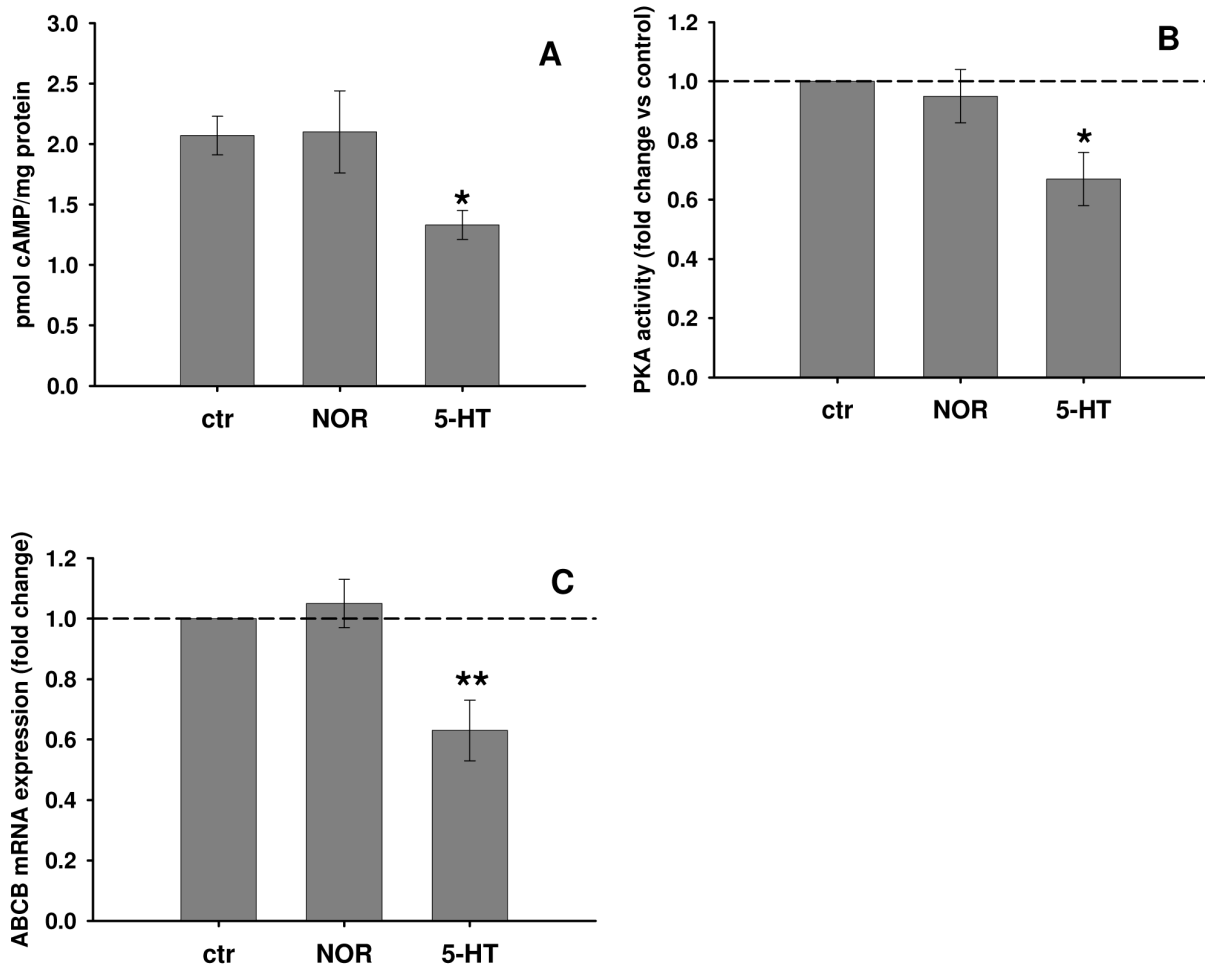 A
pmol cAMP/mg protein
3.0
2.5
2.0
1.5
1.0
0.5
0.0
*
ctr NOR 5-HT
B
PKA activity (fold change vs control)
1.2
1.0
0.8
0.6
0.4
0.2
0.0
*
ctr NOR 5-HT
C
ABCB mRNA expression (fold change)
1.2
1.0
0.8
0.6
0.4
0.2
0.0
**
ctr NOR 5-HT